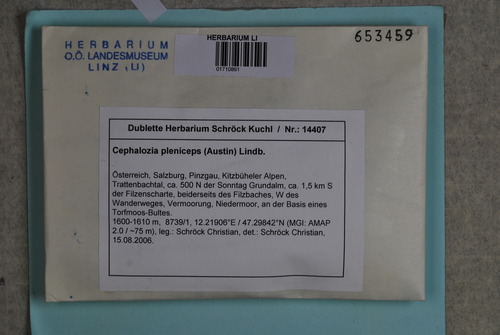 HERBARIUM
O.Ö. LANDESMUSEUM
LINZ (LI)
HERBARIUM LI
01710861
653459
Dublette Herbarium Schröck Kuchl / Nr.: 14407
Cephalozia pleniceps (Austin) Lindb.
Österreich, Salzburg, Pinzgau, Kitzbüheler Alpen,
Trattenbachtal, ca. 500 N der Sonntag Grundalm, ca. 1,5 km S
der Filzenscharte, beiderseits des Filzbaches, W des
Wanderweges, Vermoorung, Niedermoor, an der Basis eines
Torfmoos-Bultes.
1600-1610 m, 8739/1, 12.21906°E / 47.29842°N (MGI: AMAP
2.0 / ~75 m), leg.: Schröck Christian, det.: Schröck Christian,
15.08.2006.